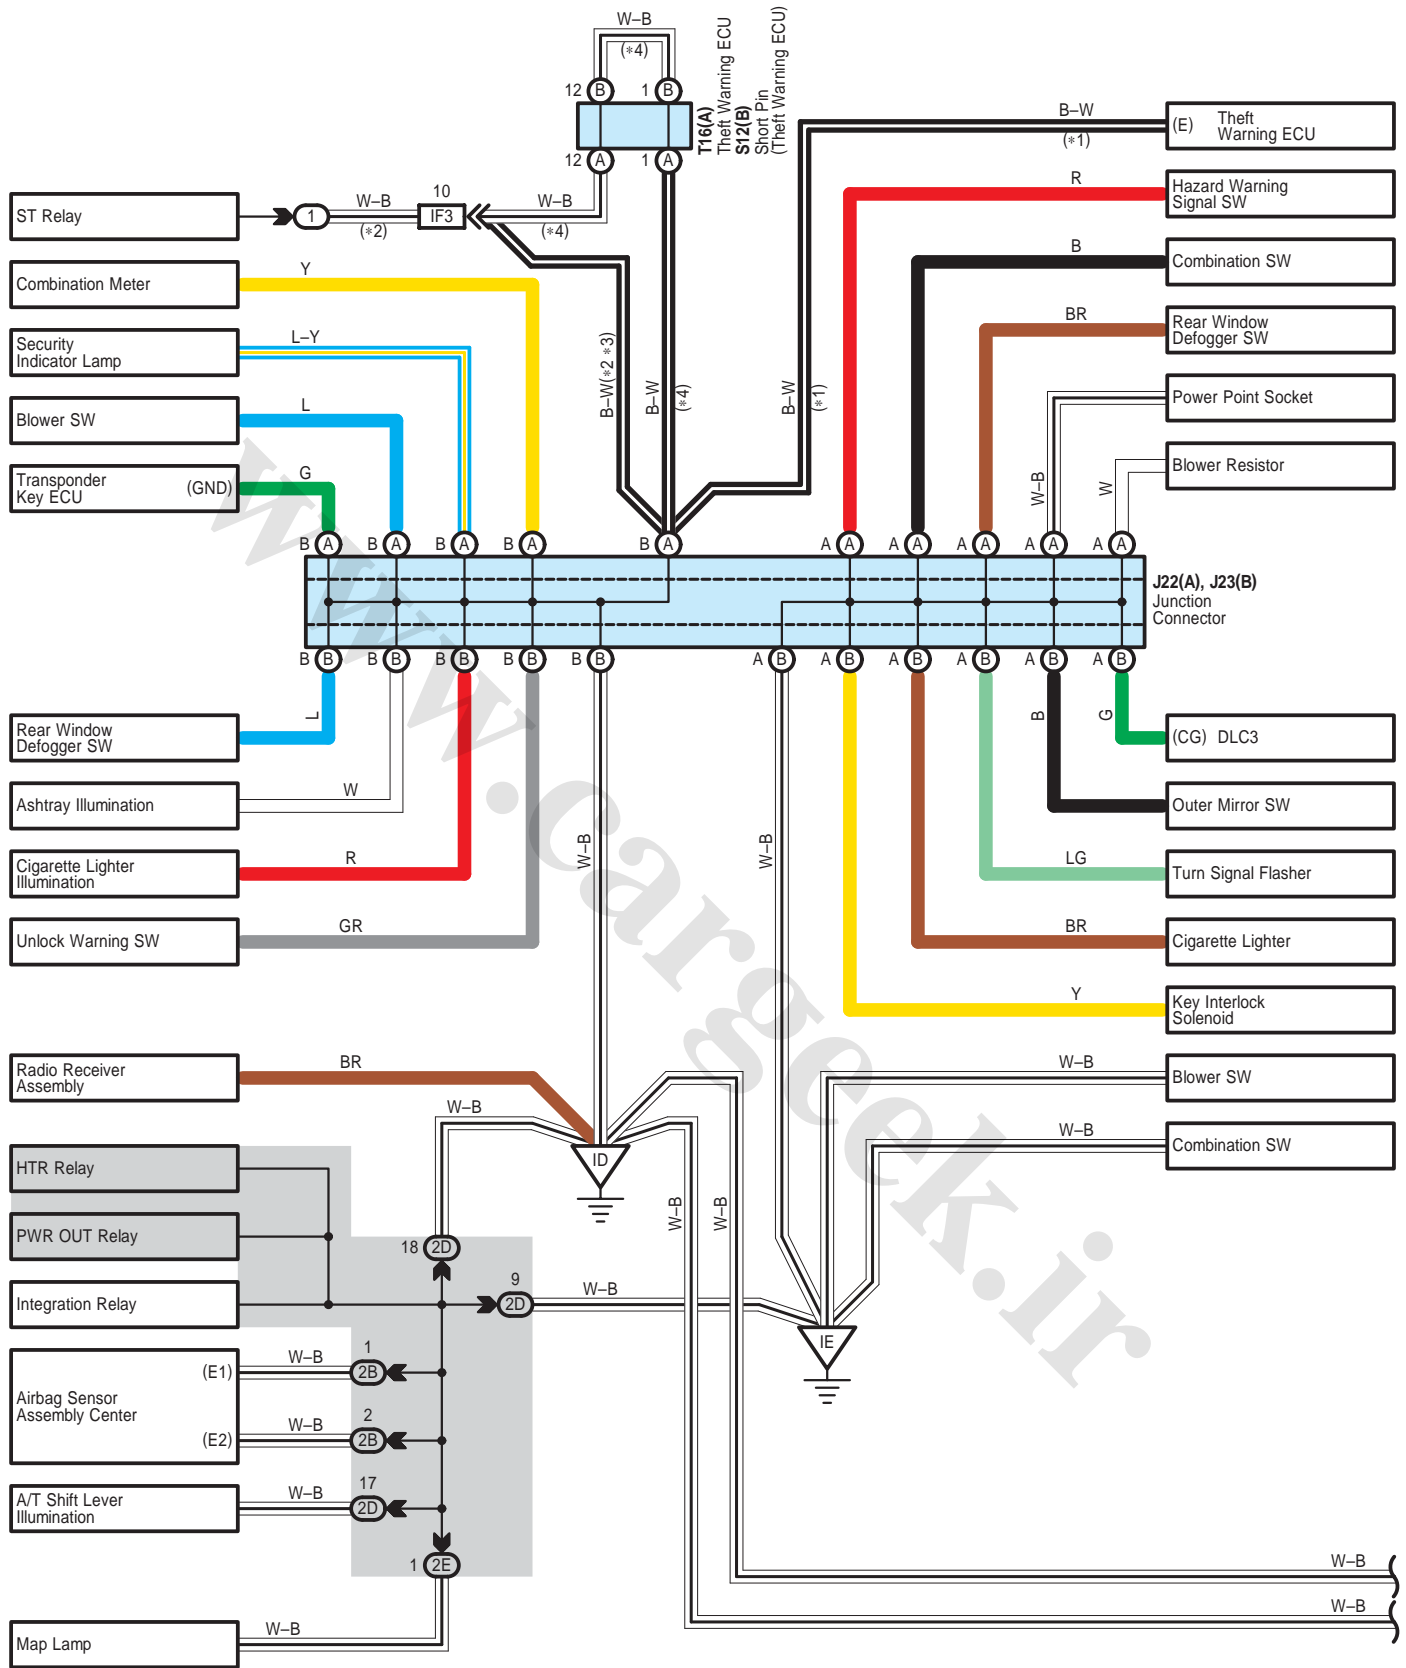 W–B
(*4)
12 B
1 B
12 A
1 A
T16(A)
Theft Warning ECU
S12(B)
Short Pin
(Theft Warning ECU)
B–W
(*1)
(E) Theft
Warning ECU
ST Relay
1
W–B
(*2)
10
IF3
W–B
(*4)
R
Hazard Warning
Signal SW
Combination Meter
Y
B
Combination SW
Security
Indicator Lamp
L–Y
BR
Rear Window
Defogger SW
Blower SW
L
B–W(*2 *3)
B–W
(*4)
B–W
(*1)
W–B
Power Point Socket
Transponder
Key ECU
(GND)
G
W
Blower Resistor
B A
B A
B A
B A
B A
A A
A A
A A
A A
A A
J22(A), J23(B)
Junction
Connector
B B
B B
B B
B B
B B
A B
A B
A B
A B
A B
A B
Rear Window
Defogger SW
L
B
G
(CG) DLC3
Ashtray Illumination
W
Outer Mirror SW
Cigarette Lighter
Illumination
R
W–B
W–B
LG
Turn Signal Flasher
Unlock Warning SW
GR
BR
Cigarette Lighter
Y
Key Interlock
Solenoid
Radio Receiver
Assembly
BR
W–B
Blower SW
W–B
W–B
Combination SW
HTR Relay
ID
W–B
W–B
PWR OUT Relay
18 2D
Integration Relay
9
2D
W–B
IE
Airbag Sensor
Assembly Center
(E1)
W–B
1
2B
(E2)
W–B
2
2B
A/T Shift Lever
Illumination
W–B
17
2D
1 2E
W–B
W–B
Map Lamp
W–B
www.cargeek.ir